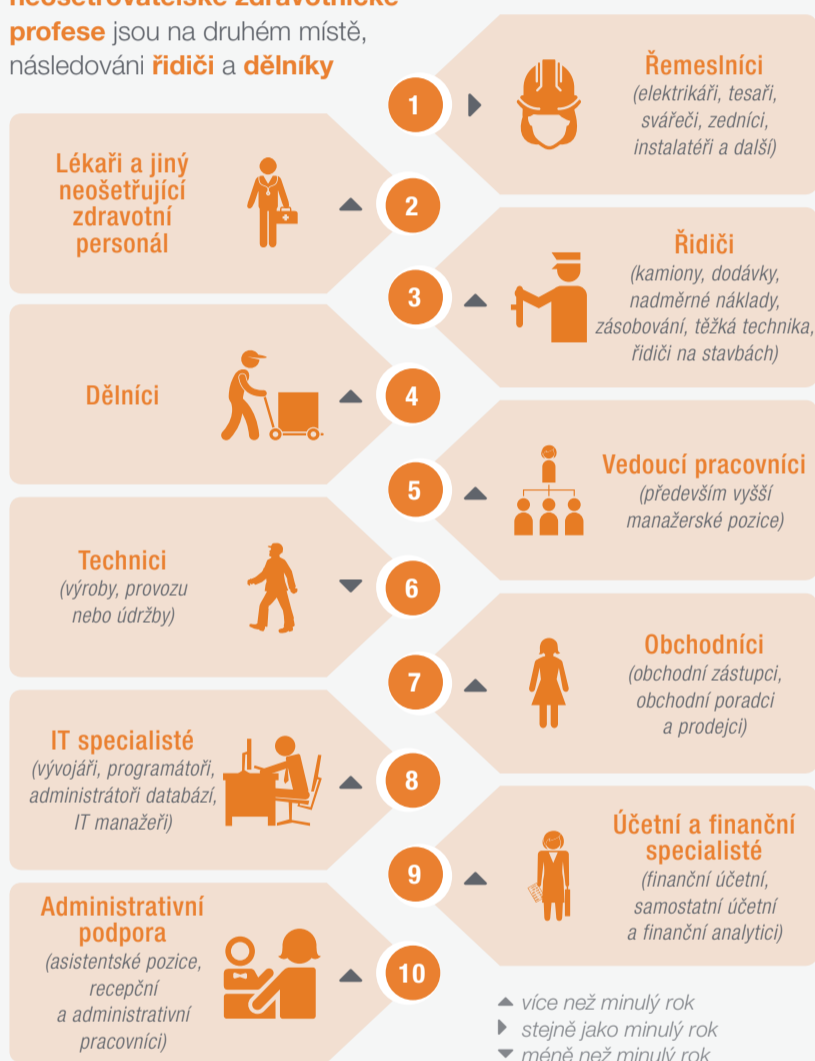 neošetřovatelské zdravotnické
profese jsou na druhém místě,
následováni řidiči a dělníky
1
Řemeslníci
(elektrikáři, tesaři,
svářeči, zedníci,
instalatéři a další)
Lékaři a jiný
neošetřující
zdravotní
personál
2
3
Řidiči
(kamiony, dodávky,
nadměrné náklady,
zásobování, těžká technika,
řidiči na stavbách)
Dělníci
4
5
Vedoucí pracovníci
(především vyšší
manažerské pozice)
Technici
(výroby, provozu
nebo údržby)
6
7
Obchodníci
(obchodní zástupci,
obchodní poradci
a prodejci)
IT specialisté
(vývojáři, programátoři,
administrátoři databází,
IT manažeři)
8
9
Účetní a finanční
specialisté
(finanční účetní,
samostatní účetní
a finanční analytici)
Administrativní
podpora
(asistentské pozice,
recepční
a administrativní
pracovníci)
10
▲ více než minulý rok
▶ stejně jako minulý rok
▼ méně než minulý rok